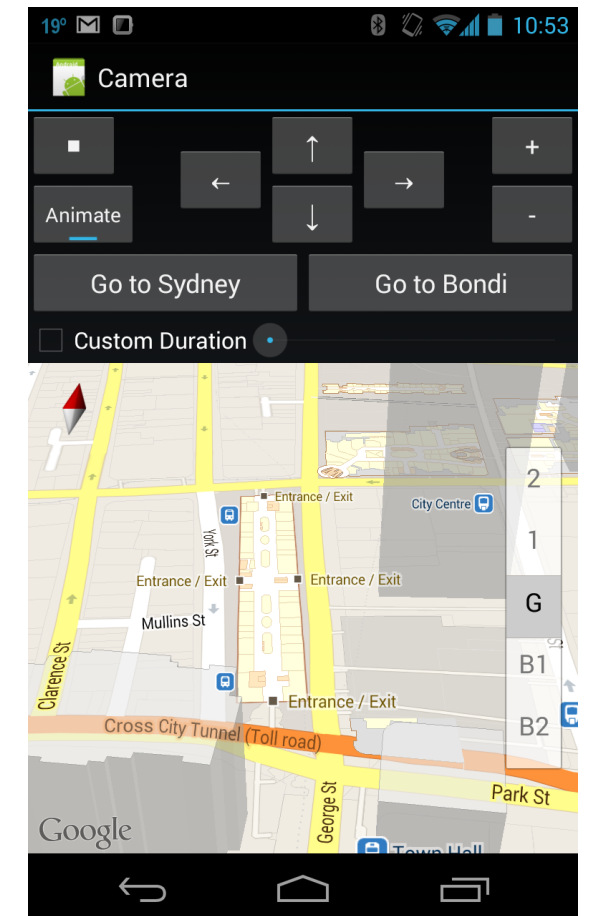 19° 10:53
Camera
↑ +
← →
Animate ↓ -
Go to Sydney Go to Bondi
Custom Duration
2
Entrance / Exit
City Centre
York St
1
Entrance / Exit Entrance / Exit
G
Mullins St
Clarence St
B1
Entrance / Exit
B2
Cross City Tunnel (Toll road)
Park St
George St
Google
Town Hall